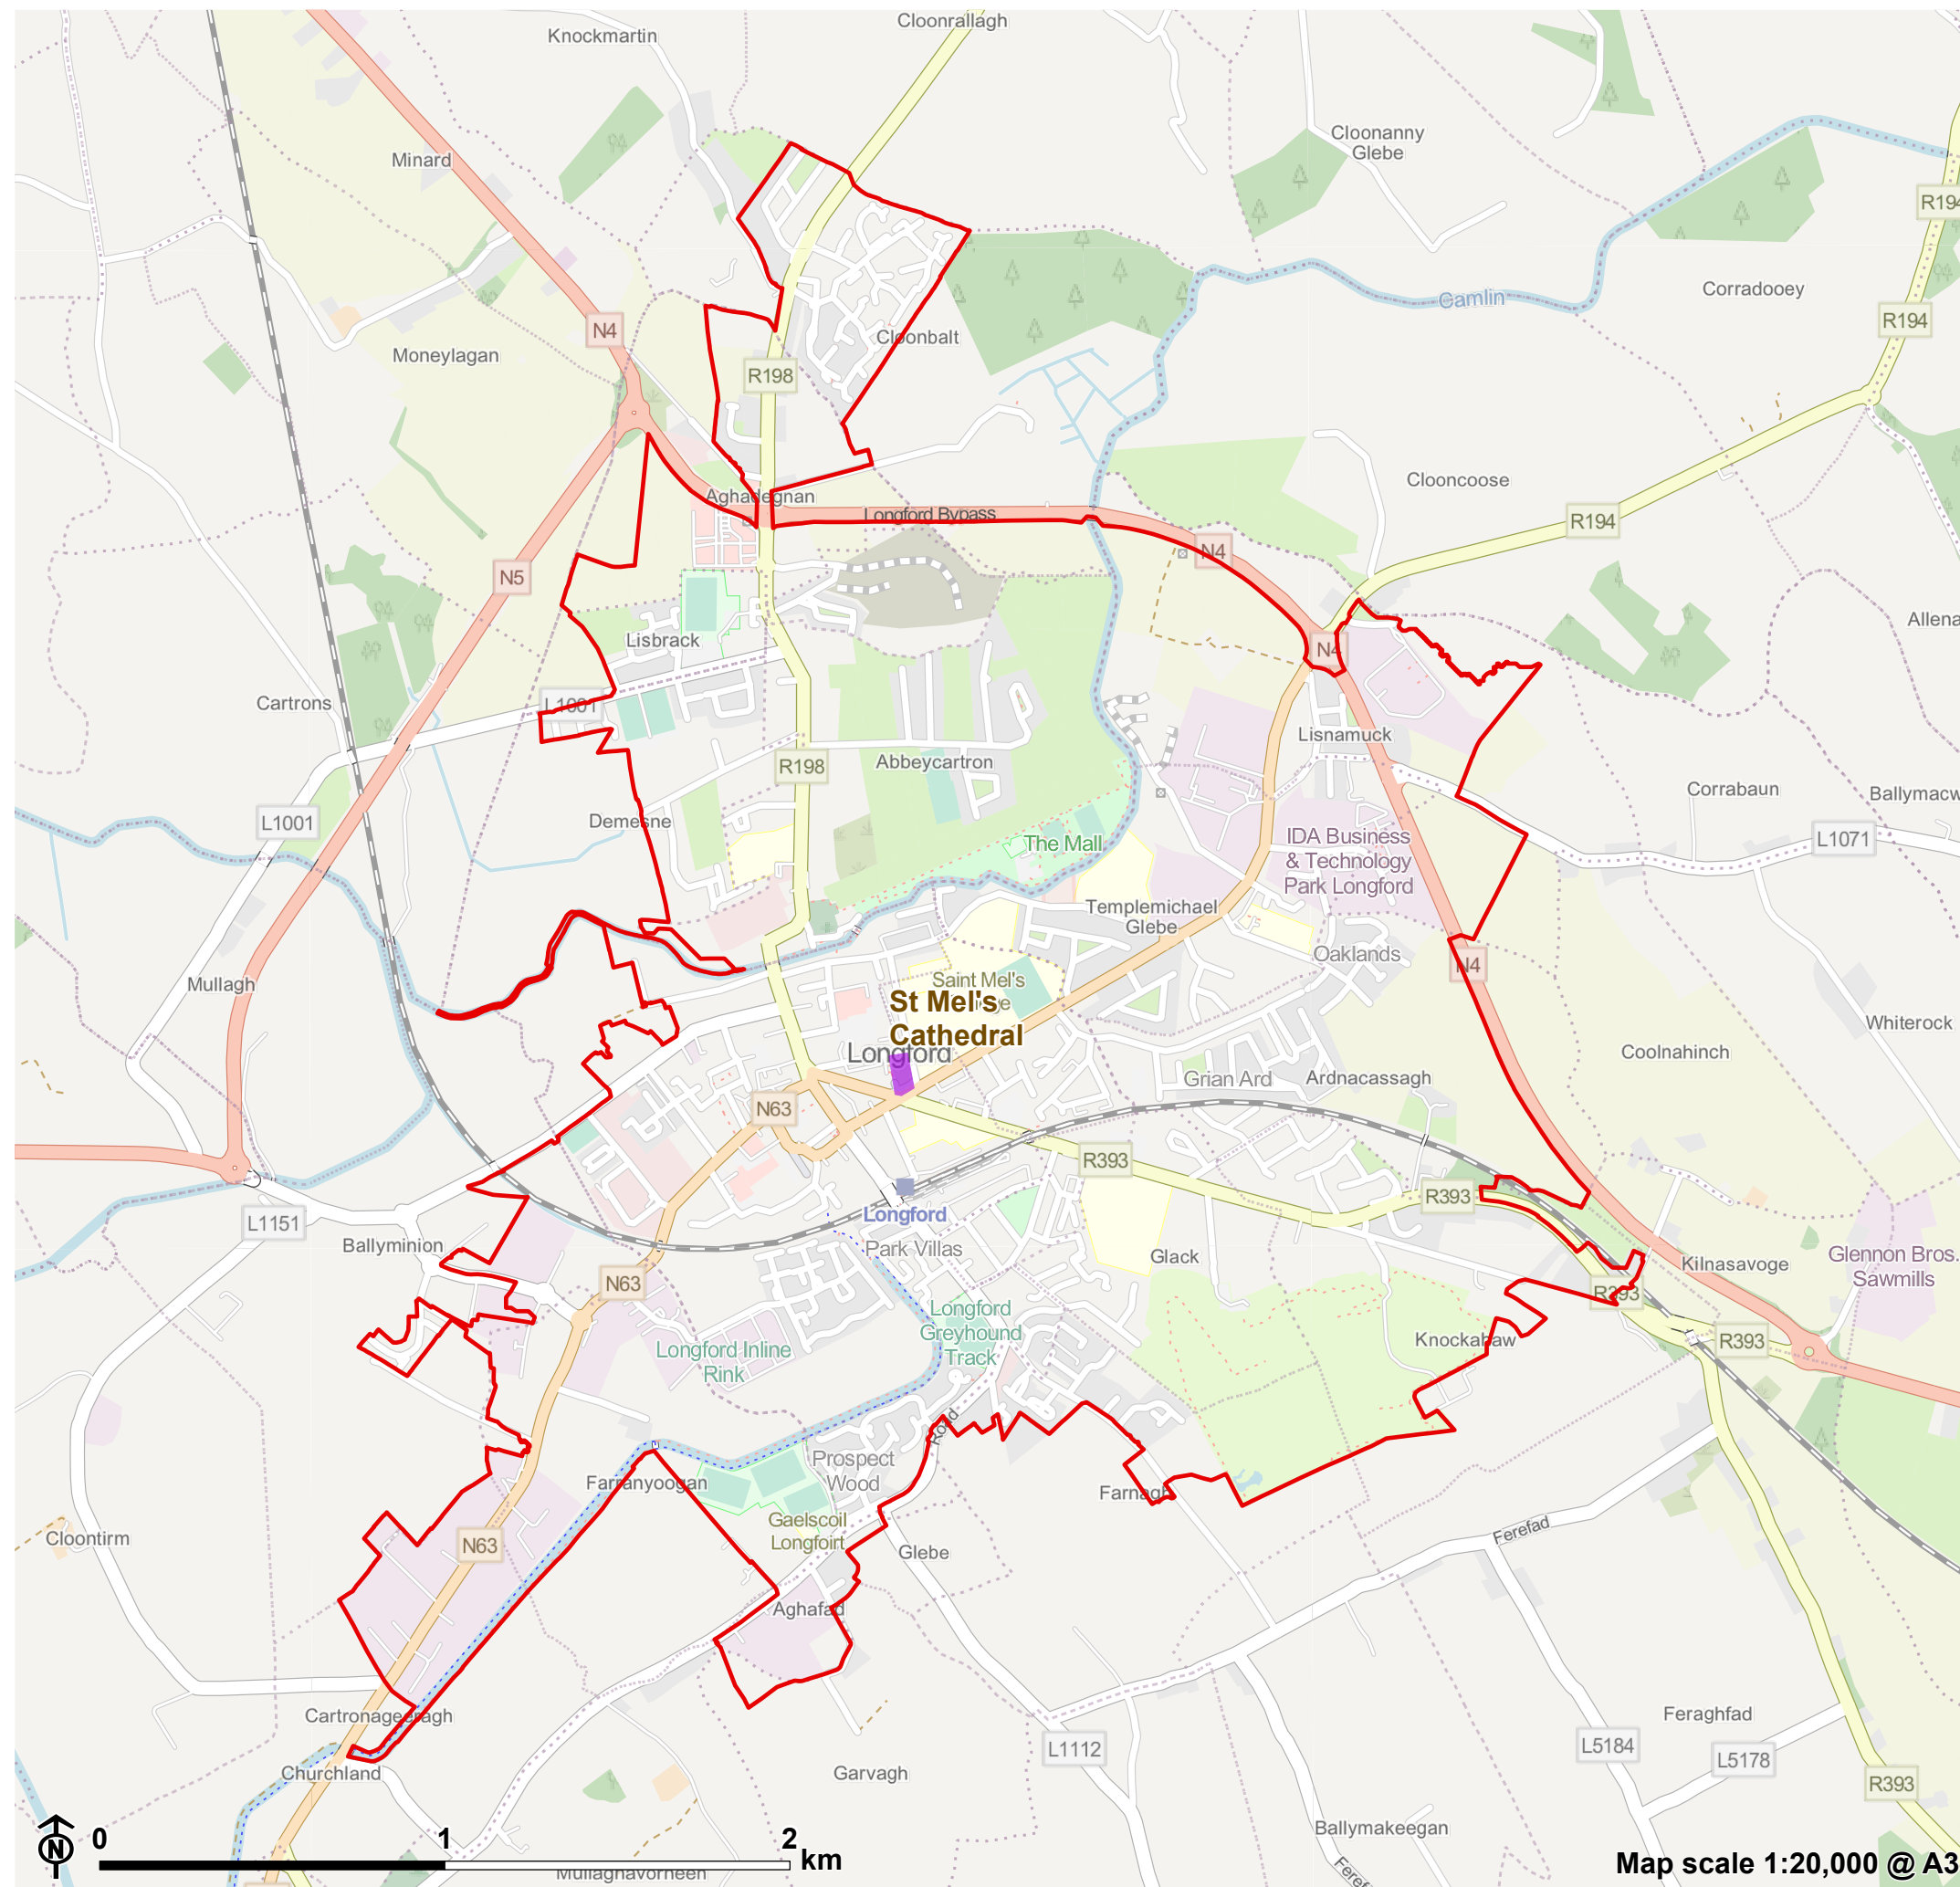 Cloonrallagh
Knockmartin
Minard
Cloonanny
Glebe
R194
Camlin
Corradooey
R194
N4
Moneylagan
Cloonbalt
R198
Clooncoose
Aghadegnan
Longford Bypass
R194
N4
N5
Lisbrack
N4
Cartrons
L1001
Lisnamuck
Abbeycartron
R198
Corrabaun
L1001
Demesne
The Mall
IDA Business
& Technology
Park Longford
L1071
Templemichael
Glebe
Oaklands
N4
Mullagh
Saint Mel's
St Mel's
Cathedral
Longford
Whiterock
Coolnahinch
Grian Ard
Ardnacassagh
N63
R393
R393
L1151
Longford
Ballyminion
Park Villas
Glack
Kilnasavoge
Glennon Bros.
Sawmills
N63
R393
Longford
Greyhound
Track
Longford Inline
Rink
Knockahaw
R393
Road
Prospect
Wood
Farranyoogan
Farnagh
Gaelscoil
Longfoirt
Cloontirm
N63
Glebe
Ferefad
Aghafad
Cartronageeragh
Feraghfad
L1112
L5184
L5178
Churchland
Garvagh
R393
Ballymakeegan
N
0 1 2
km
Mullaghavorneen
Map scale 1:20,000 @ A3